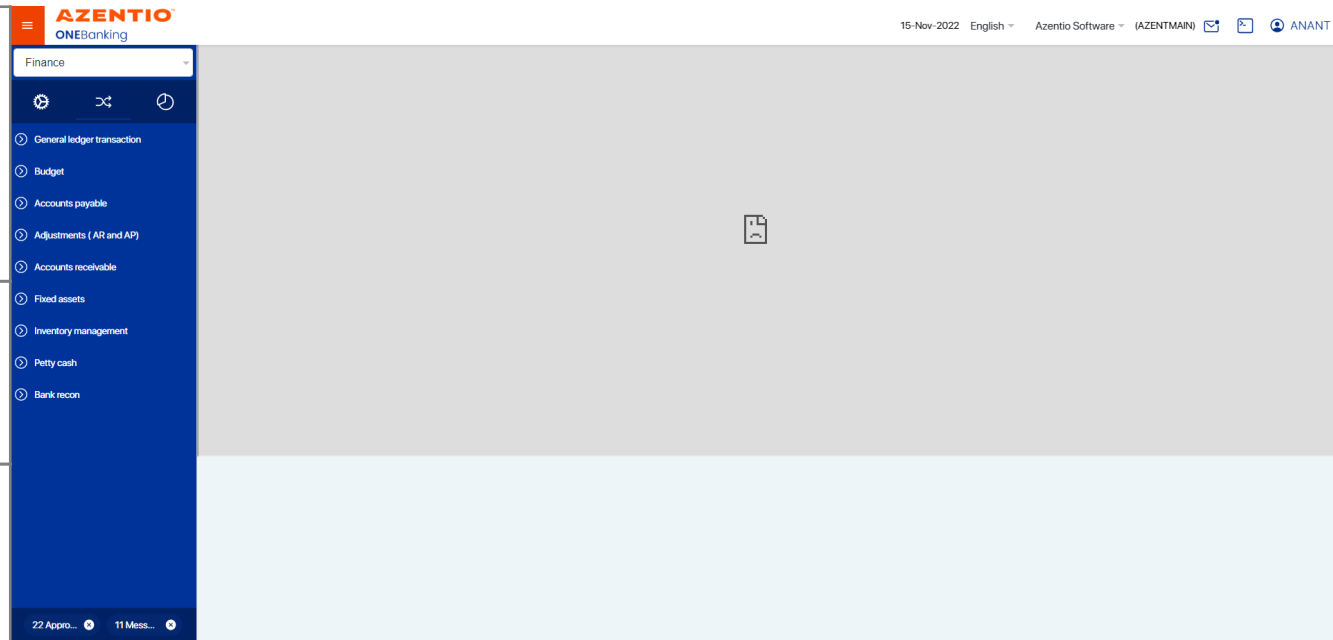 AZENTIO™
ONEBanking
15-Nov-2022 English Azentio Software (AZENTMAIN) ANANT
Finance
General ledger transaction
Budget
Accounts payable
Adjustments ( AR and AP)
Accounts receivable
Fixed assets
Inventory management
Petty cash
Bank recon
22 Appro... 11 Mess...